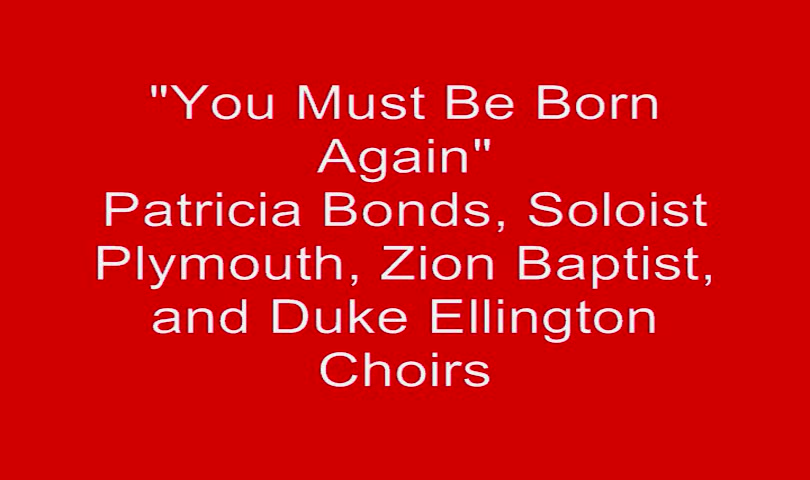 "You Must Be Born
Again"
Patricia Bonds, Soloist
Plymouth, Zion Baptist,
and Duke Ellington
Choirs